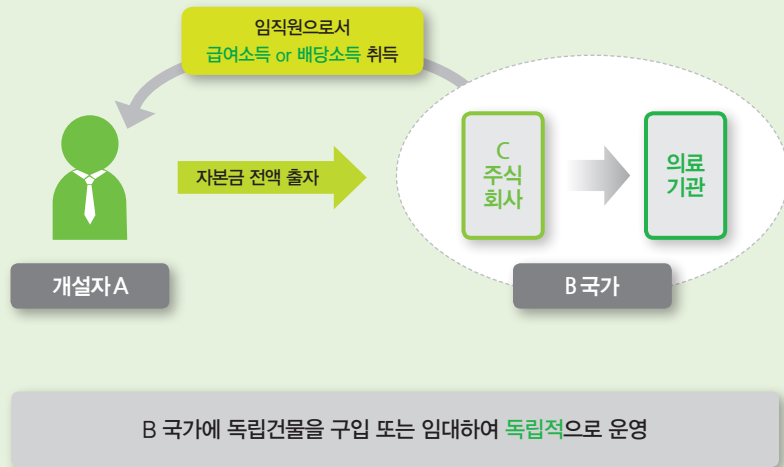 임직원으로서
급여소득 or 배당소득 취득
자본금 전액 출자
C
주식
회사
의료
기관
개설자 A
B 국가
B 국가에 독립건물을 구입 또는 임대하여 독립적으로 운영